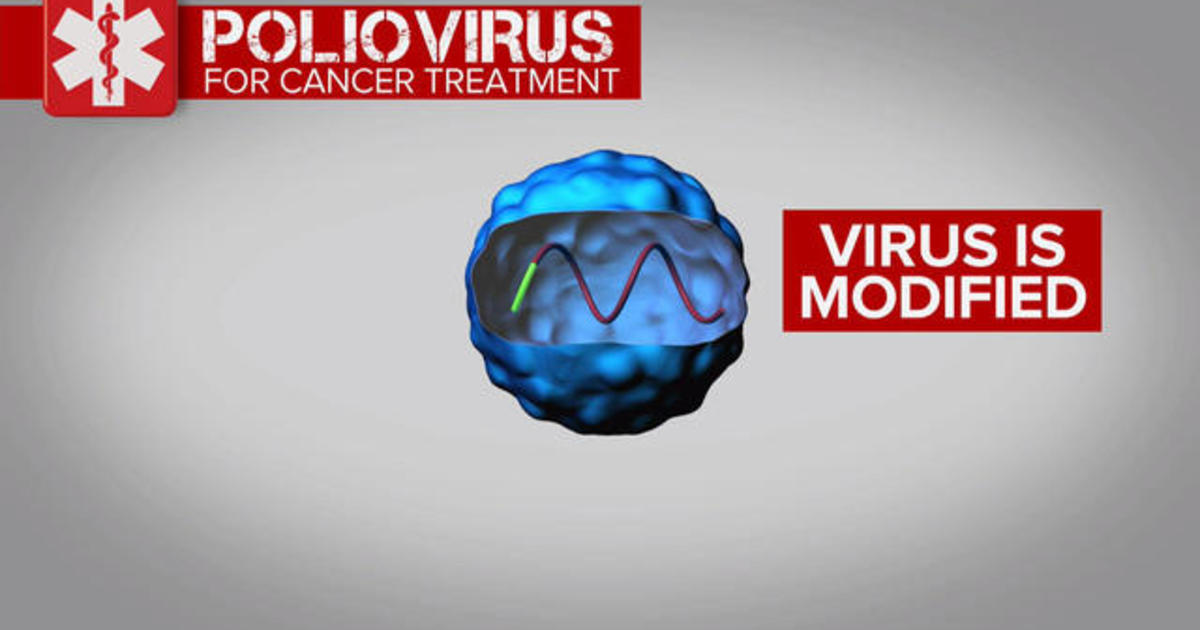 POLIOVIRUS
FOR CANCER TREATMENT
VIRUS IS
MODIFIED